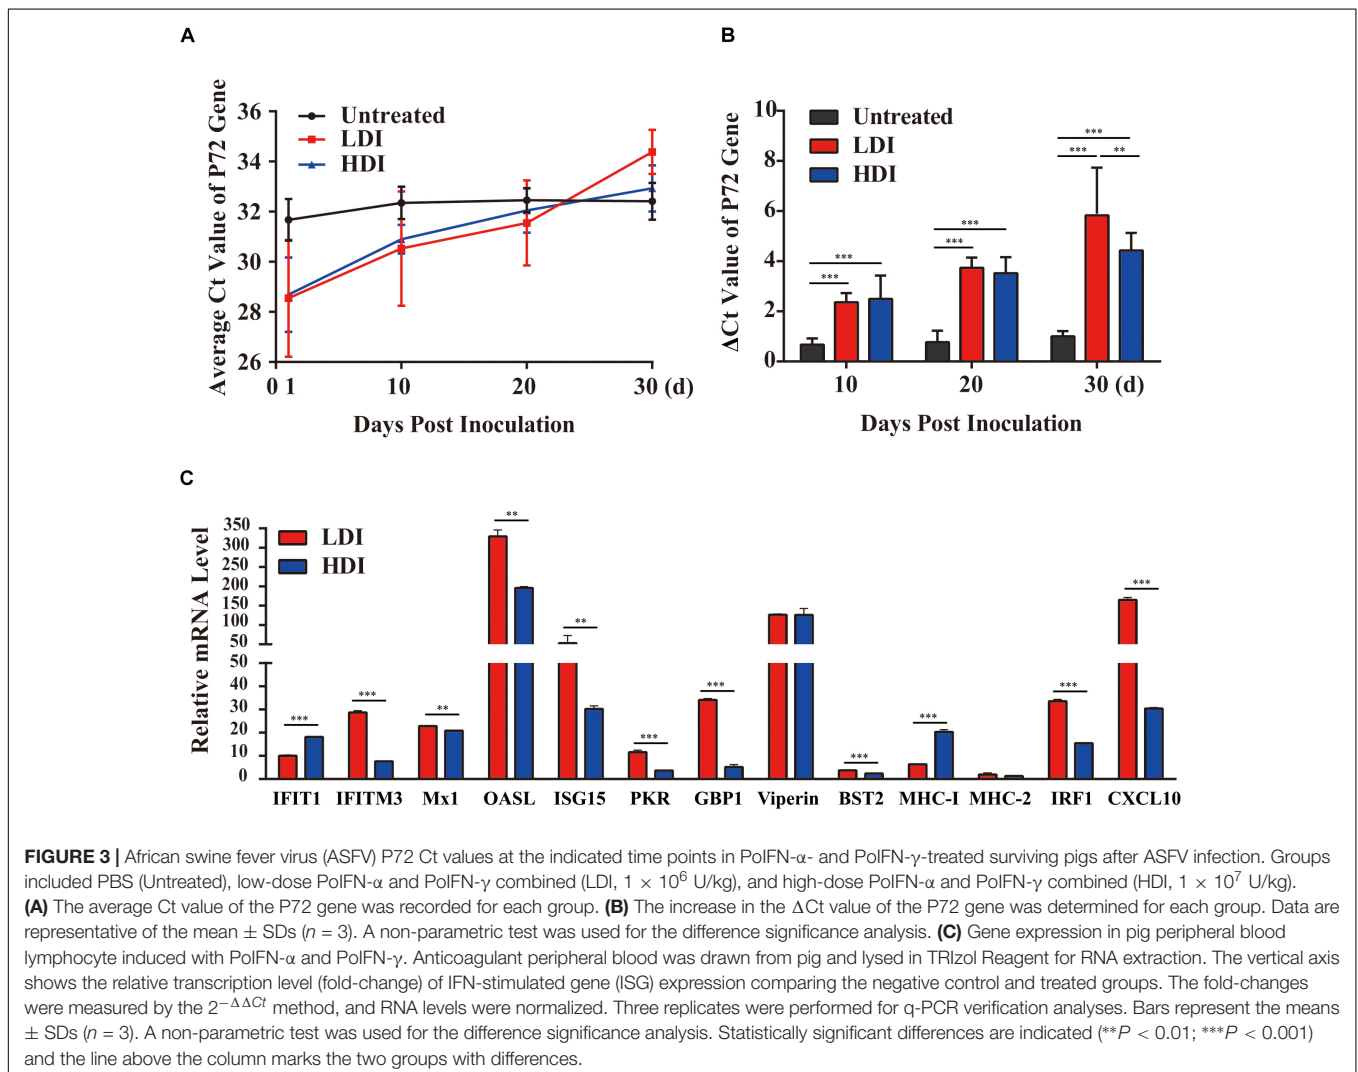 A
Average Ct Value of P72 Gene
36
34
32
30
28
26
Untreated
LDI
HDI
0 1 10 20 30 (d)
Days Post Inoculation
B
ΔCt Value of P72 Gene
10
8
6
4
2
0
Untreated
LDI
HDI
***
***
***
***
***
***
**
10 20 30 (d)
Days Post Inoculation
C
Relative mRNA Level
350
300
250
200
150
100
50
50
40
30
20
10
0
LDI
HDI
***
***
**
**
**
***
***
***
***
***
***
IFIT1 IFITM3 Mx1 OASL ISG15 PKR GBP1 Viperin BST2 MHC-I MHC-2 IRF1 CXCL10
FIGURE 3 | African swine fever virus (ASFV) P72 Ct values at the indicated time points in PoIFN-α- and PoIFN-γ-treated surviving pigs after ASFV infection. Groups
included PBS (Untreated), low-dose PoIFN-α and PoIFN-γ combined (LDI, 1 × 10⁶ U/kg), and high-dose PoIFN-α and PoIFN-γ combined (HDI, 1 × 10⁷ U/kg).
(A) The average Ct value of the P72 gene was recorded for each group. (B) The increase in the ΔCt value of the P72 gene was determined for each group. Data are
representative of the mean ± SDs (n = 3). A non-parametric test was used for the difference significance analysis. (C) Gene expression in pig peripheral blood
lymphocyte induced with PoIFN-α and PoIFN-γ. Anticoagulant peripheral blood was drawn from pig and lysed in TRIzol Reagent for RNA extraction. The vertical axis
shows the relative transcription level (fold-change) of IFN-stimulated gene (ISG) expression comparing the negative control and treated groups. The fold-changes
were measured by the 2^−ΔΔCt method, and RNA levels were normalized. Three replicates were performed for q-PCR verification analyses. Bars represent the means
± SDs (n = 3). A non-parametric test was used for the difference significance analysis. Statistically significant differences are indicated (**P < 0.01; ***P < 0.001)
and the line above the column marks the two groups with differences.